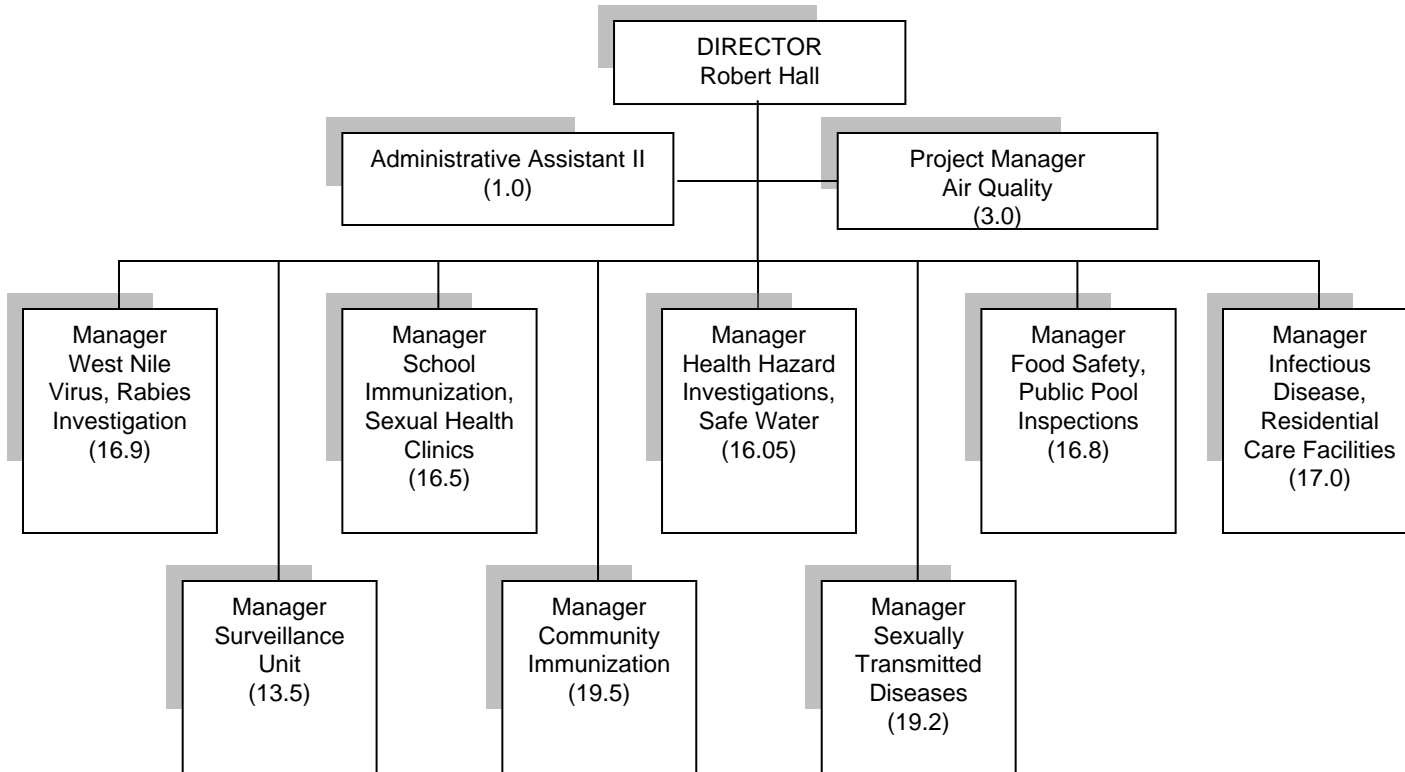 DIRECTOR
Robert Hall
Administrative Assistant II
(1.0)
Project Manager
Air Quality
(3.0)
Manager
West Nile
Virus, Rabies
Investigation
(16.9)
Manager
School
Immunization,
Sexual Health
Clinics
(16.5)
Manager
Health Hazard
Investigations,
Safe Water
(16.05)
Manager
Food Safety,
Public Pool
Inspections
(16.8)
Manager
Infectious
Disease,
Residential
Care Facilities
(17.0)
Manager
Surveillance
Unit
(13.5)
Manager
Community
Immunization
(19.5)
Manager
Sexually
Transmitted
Diseases
(19.2)